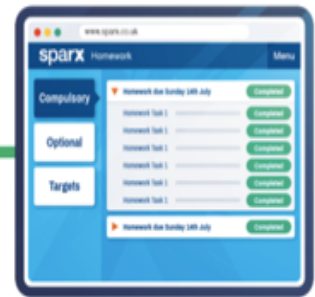 www.sparx.co.uk
sparx Homework Menu
Compulsory
Optional
Targets
Homework due Sunday 14th July Completed
Homework Task 1 Completed
Homework Task 1 Completed
Homework Task 1 Completed
Homework Task 1 Completed
Homework Task 1 Completed
Homework Task 1 Completed
Homework due Sunday 14th July Completed